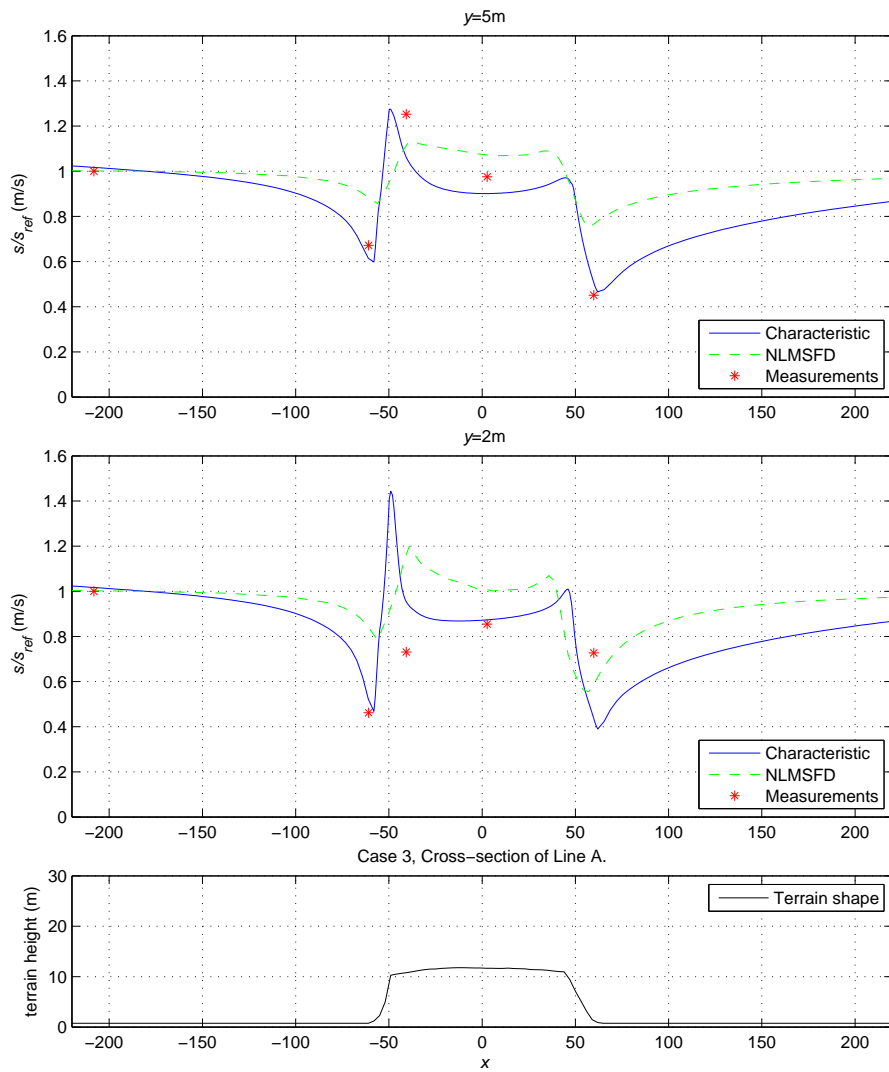 y=5m
1.6
1.4
1.2
1
0.8
0.6
0.4
0.2
0
s/s_ref (m/s)
Characteristic
NLMSFD
Measurements
−200 −150 −100 −50 0 50 100 150 200
y=2m
1.6
1.4
1.2
1
0.8
0.6
0.4
0.2
0
s/s_ref (m/s)
Characteristic
NLMSFD
Measurements
−200 −150 −100 −50 0 50 100 150 200
Case 3, Cross−section of Line A.
30
20
10
0
terrain height (m)
Terrain shape
−200 −150 −100 −50 0 50 100 150 200
x